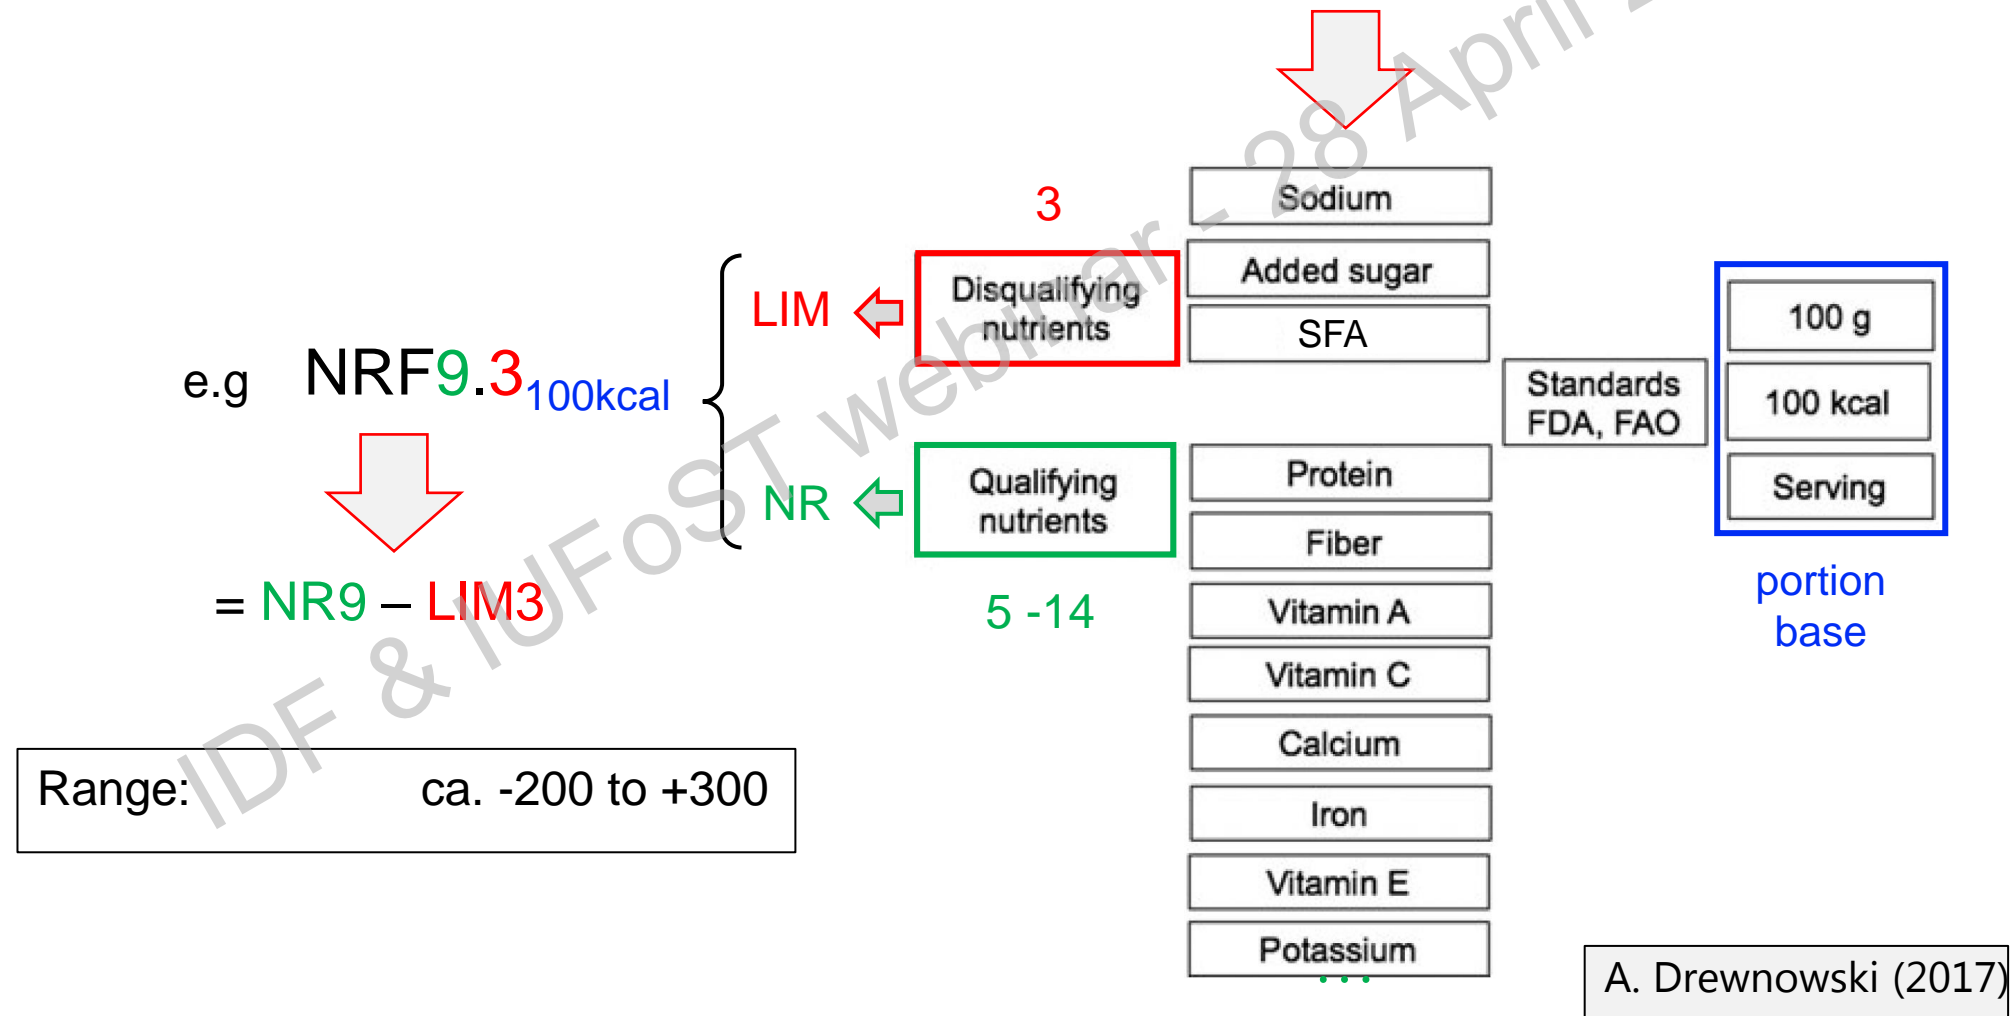 3
Sodium
Added sugar
SFA
Disqualifying
nutrients
LIM
e.g NRF9.3 100kcal
= NR9 – LIM3
NR
Qualifying
nutrients
5 -14
Protein
Fiber
Vitamin A
Vitamin C
Calcium
Iron
Vitamin E
Potassium
...
Standards
FDA, FAO
100 g
100 kcal
Serving
portion
base
Range: ca. -200 to +300
A. Drewnowski (2017)
IDF & IUFoST webinar - 28 April